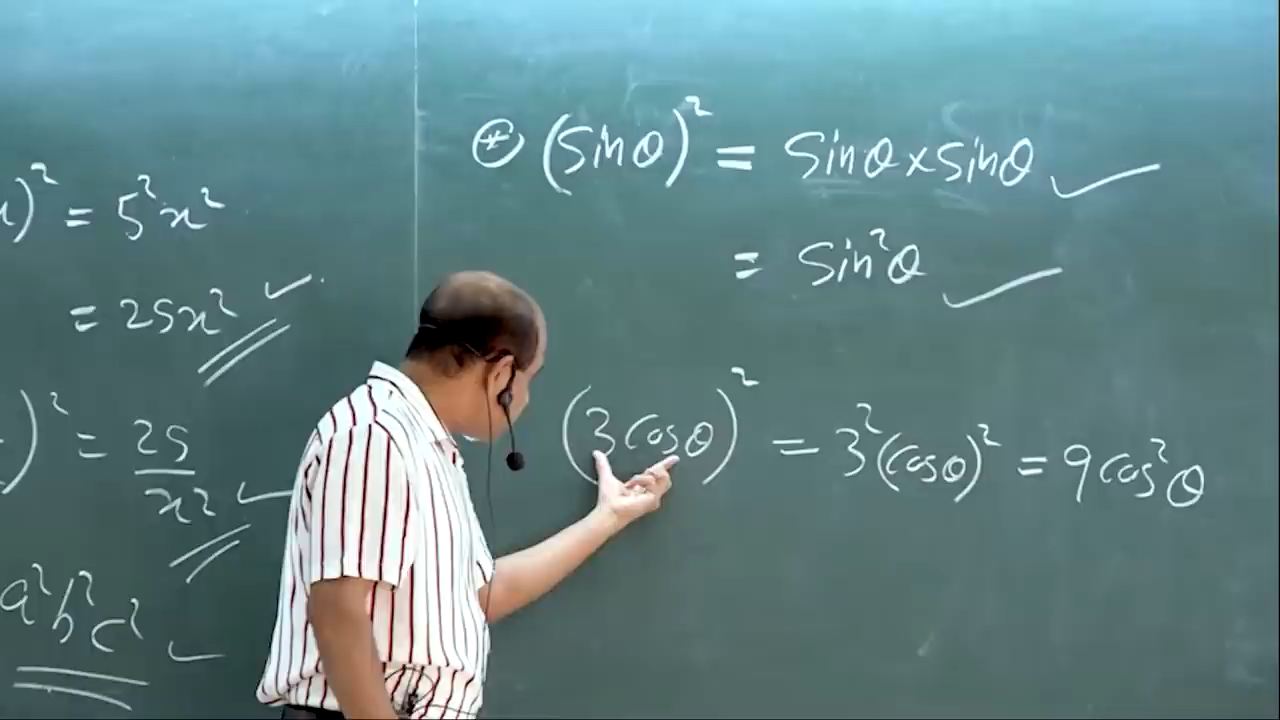 )² = 5²x²
= 25x²
)² = 25/x²
a²b²c²
⊛ (sinθ)² = sinθ×sinθ
= sin²θ
(3cosθ)² = 3²(cosθ)² = 9cos²θ